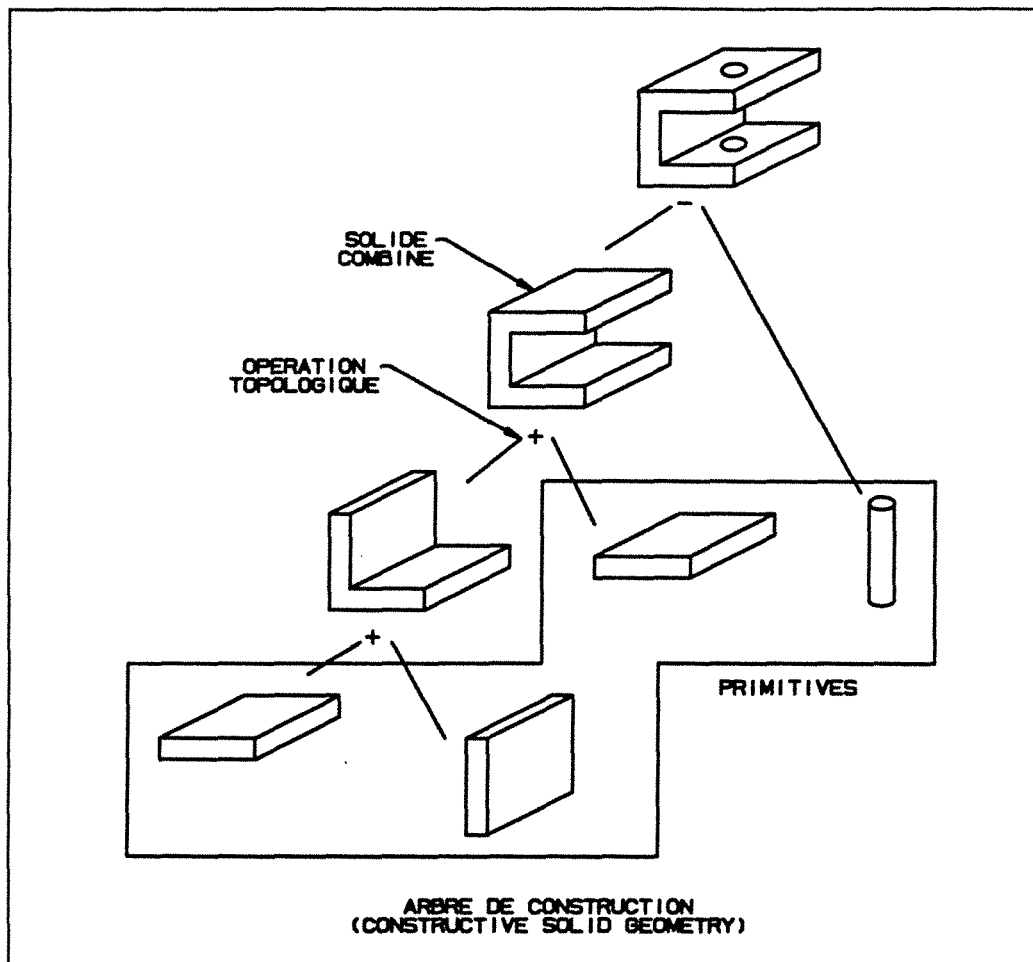 -
SOLIDE
COMBINE
OPERATION
TOPOLOGIQUE
+
+
PRIMITIVES
ARBRE DE CONSTRUCTION
(CONSTRUCTIVE SOLID GEOMETRY)